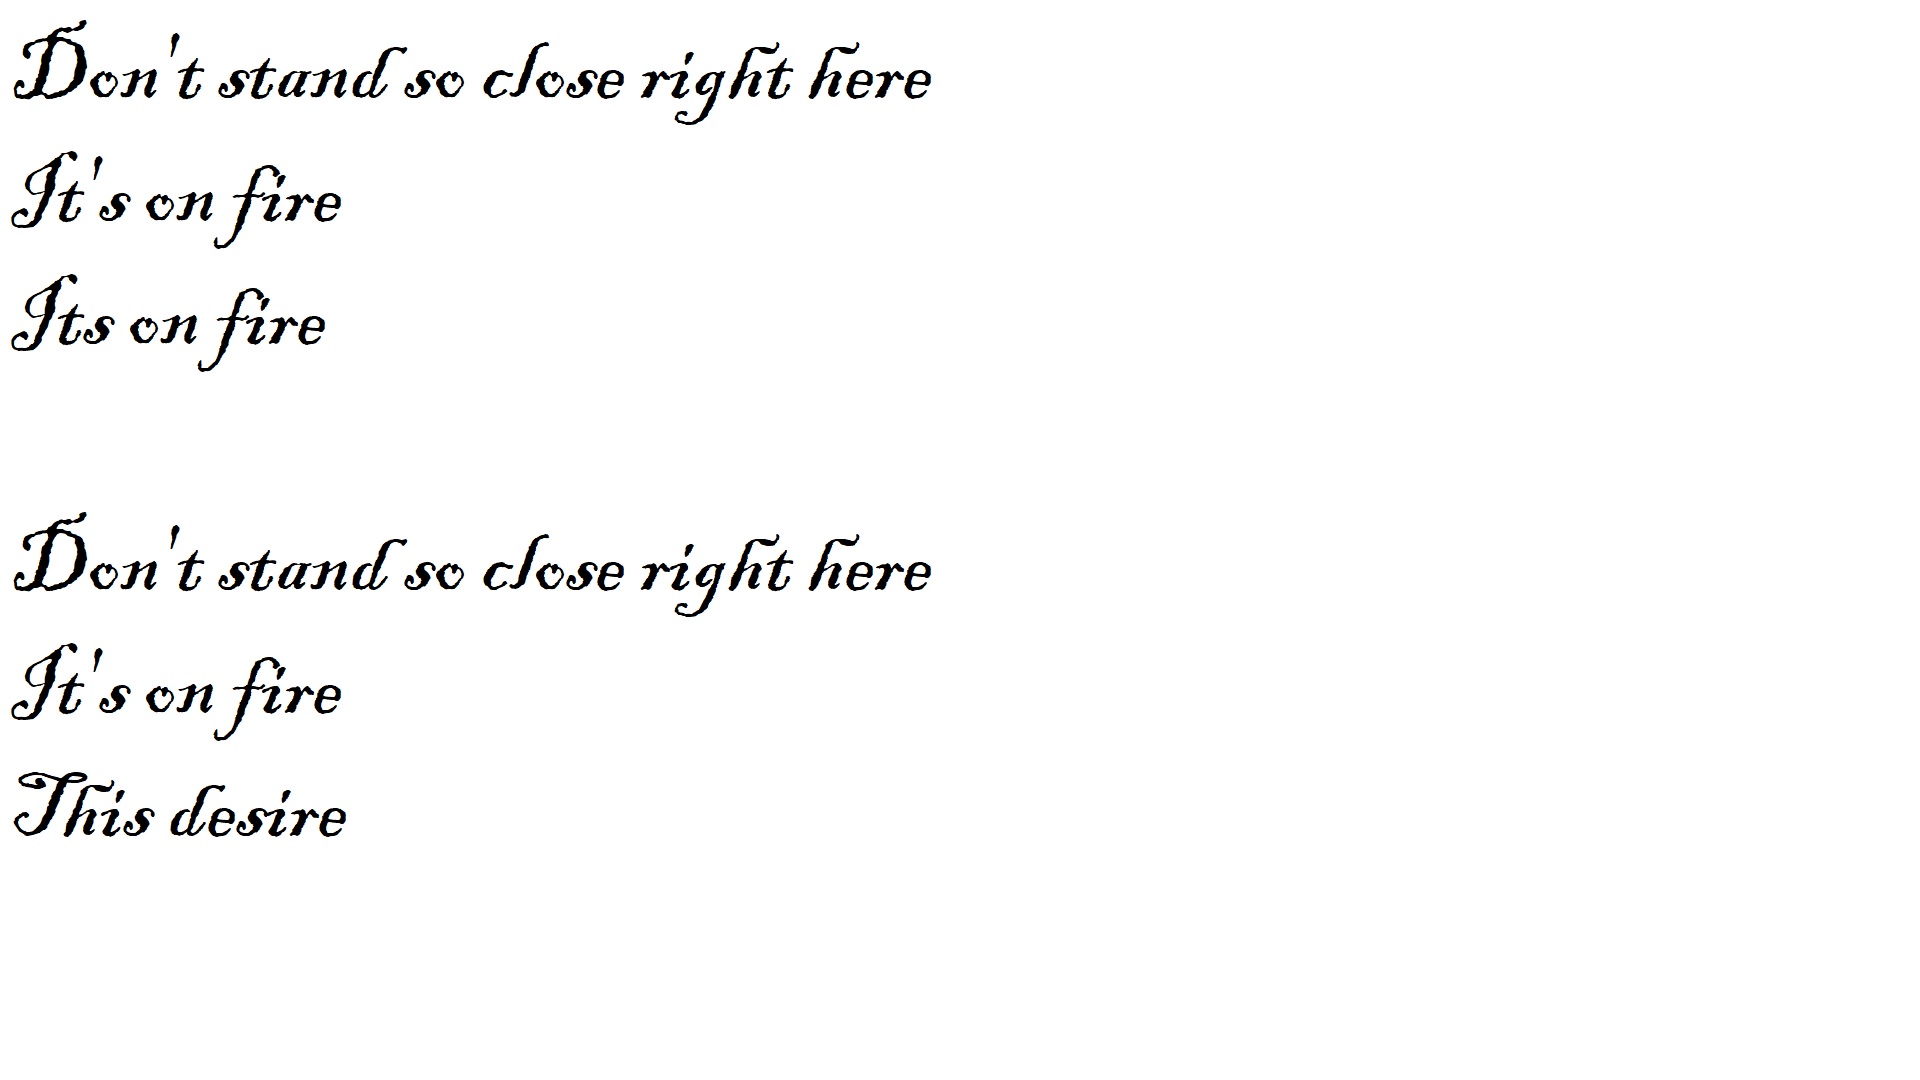 Don't stand so close right here
It's on fire
Its on fire
Don't stand so close right here
It's on fire
This desire